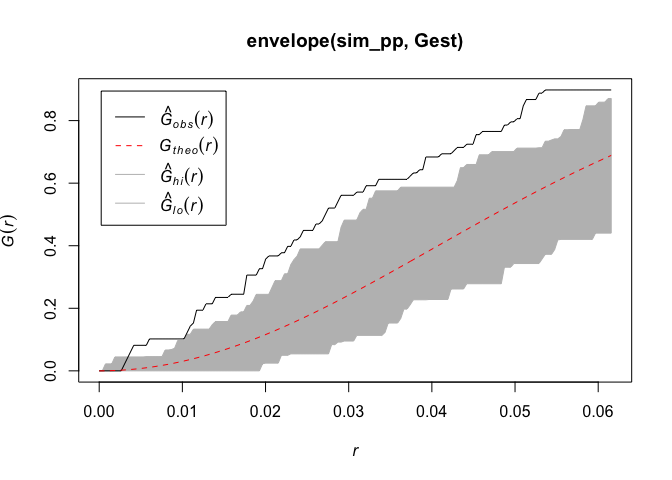 envelope(sim_pp, Gest)
Ĝobs(r)
Gtheo(r)
Ĝhi(r)
Ĝlo(r)
G(r)
0.8
0.6
0.4
0.2
0.0
0.00 0.01 0.02 0.03 0.04 0.05 0.06
r